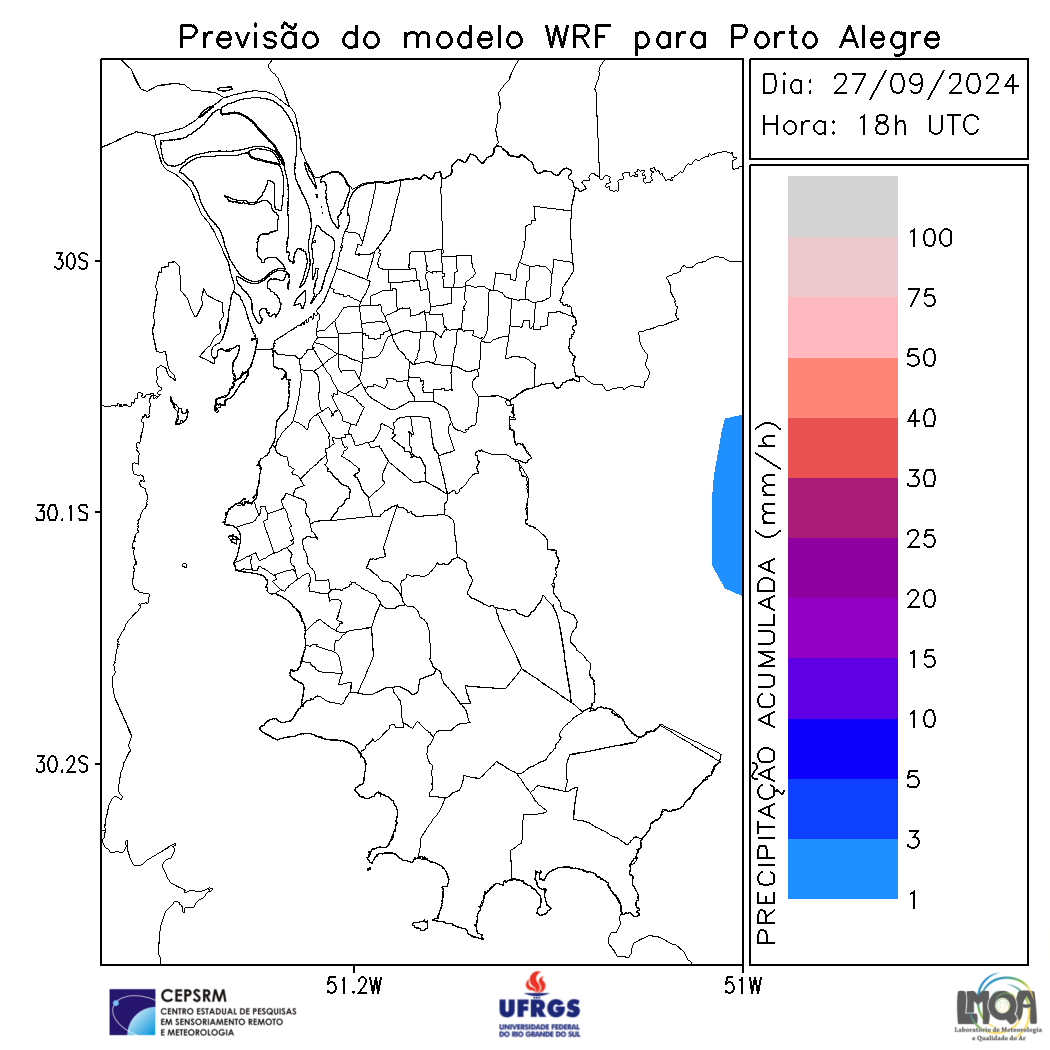 Previsão do modelo WRF para Porto Alegre
Dia: 27/09/2024
Hora: 18h UTC
30S
30.1S
30.2S
51.2W
51W
PRECIPITAÇÃO ACUMULADA (mm/h)
100
75
50
40
30
25
20
15
10
5
3
1
CEPSRM
CENTRO ESTADUAL DE PESQUISAS
EM SENSORIAMENTO REMOTO
E METEOROLOGIA
UFRGS
UNIVERSIDADE FEDERAL
DO RIO GRANDE DO SUL
LMQA
Laboratório de Meteorologia
e Qualidade do Ar